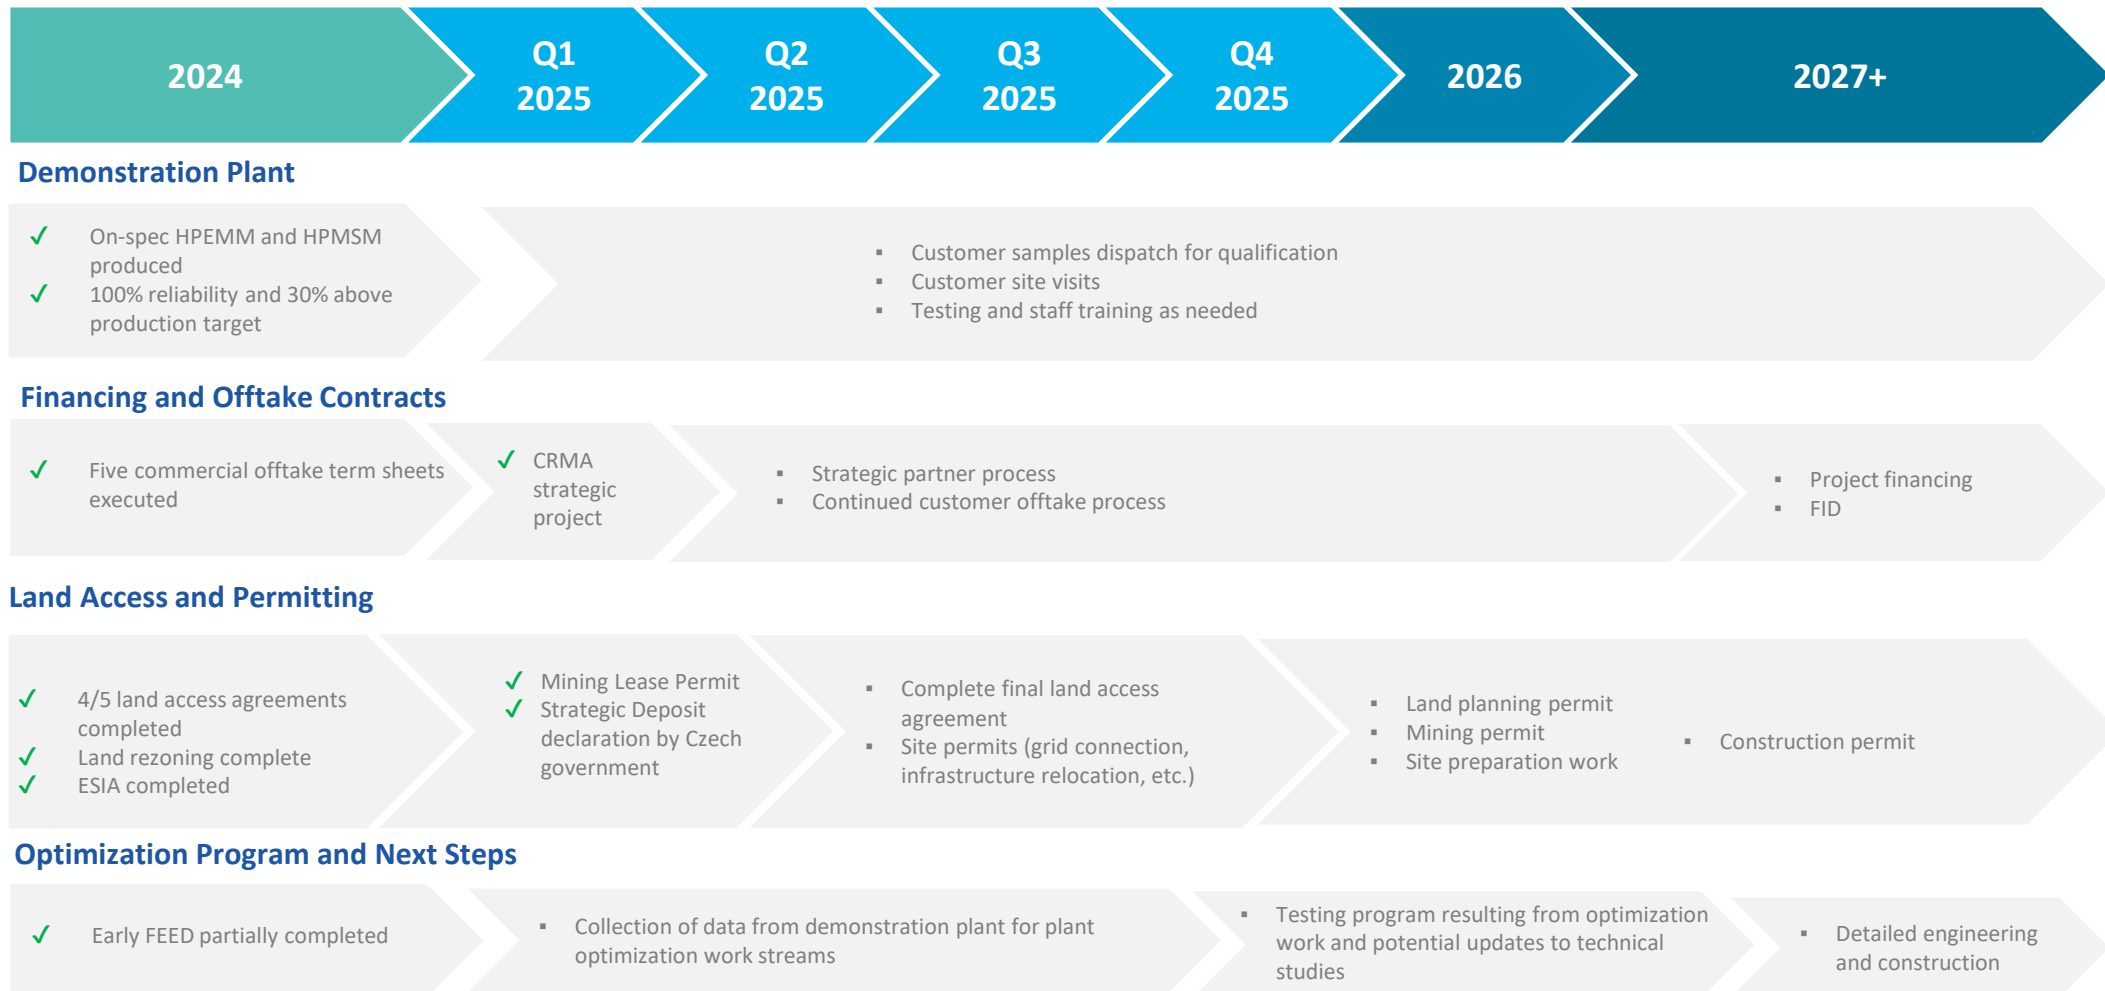 2024
Q1
2025
Q2
2025
Q3
2025
Q4
2025
2026
2027+
Demonstration Plant
✓ On-spec HPEMM and HPMSM
produced
✓ 100% reliability and 30% above
production target
▪ Customer samples dispatch for qualification
▪ Customer site visits
▪ Testing and staff training as needed
Financing and Offtake Contracts
✓ Five commercial offtake term sheets
executed
✓ CRMA
strategic
project
▪ Strategic partner process
▪ Continued customer offtake process
▪ Project financing
▪ FID
Land Access and Permitting
✓ 4/5 land access agreements
completed
✓ Land rezoning complete
✓ ESIA completed
✓ Mining Lease Permit
✓ Strategic Deposit
declaration by Czech
government
▪ Complete final land access
agreement
▪ Site permits (grid connection,
infrastructure relocation, etc.)
▪ Land planning permit
▪ Mining permit
▪ Site preparation work
▪ Construction permit
Optimization Program and Next Steps
✓ Early FEED partially completed
▪ Collection of data from demonstration plant for plant
optimization work streams
▪ Testing program resulting from optimization
work and potential updates to technical
studies
▪ Detailed engineering
and construction